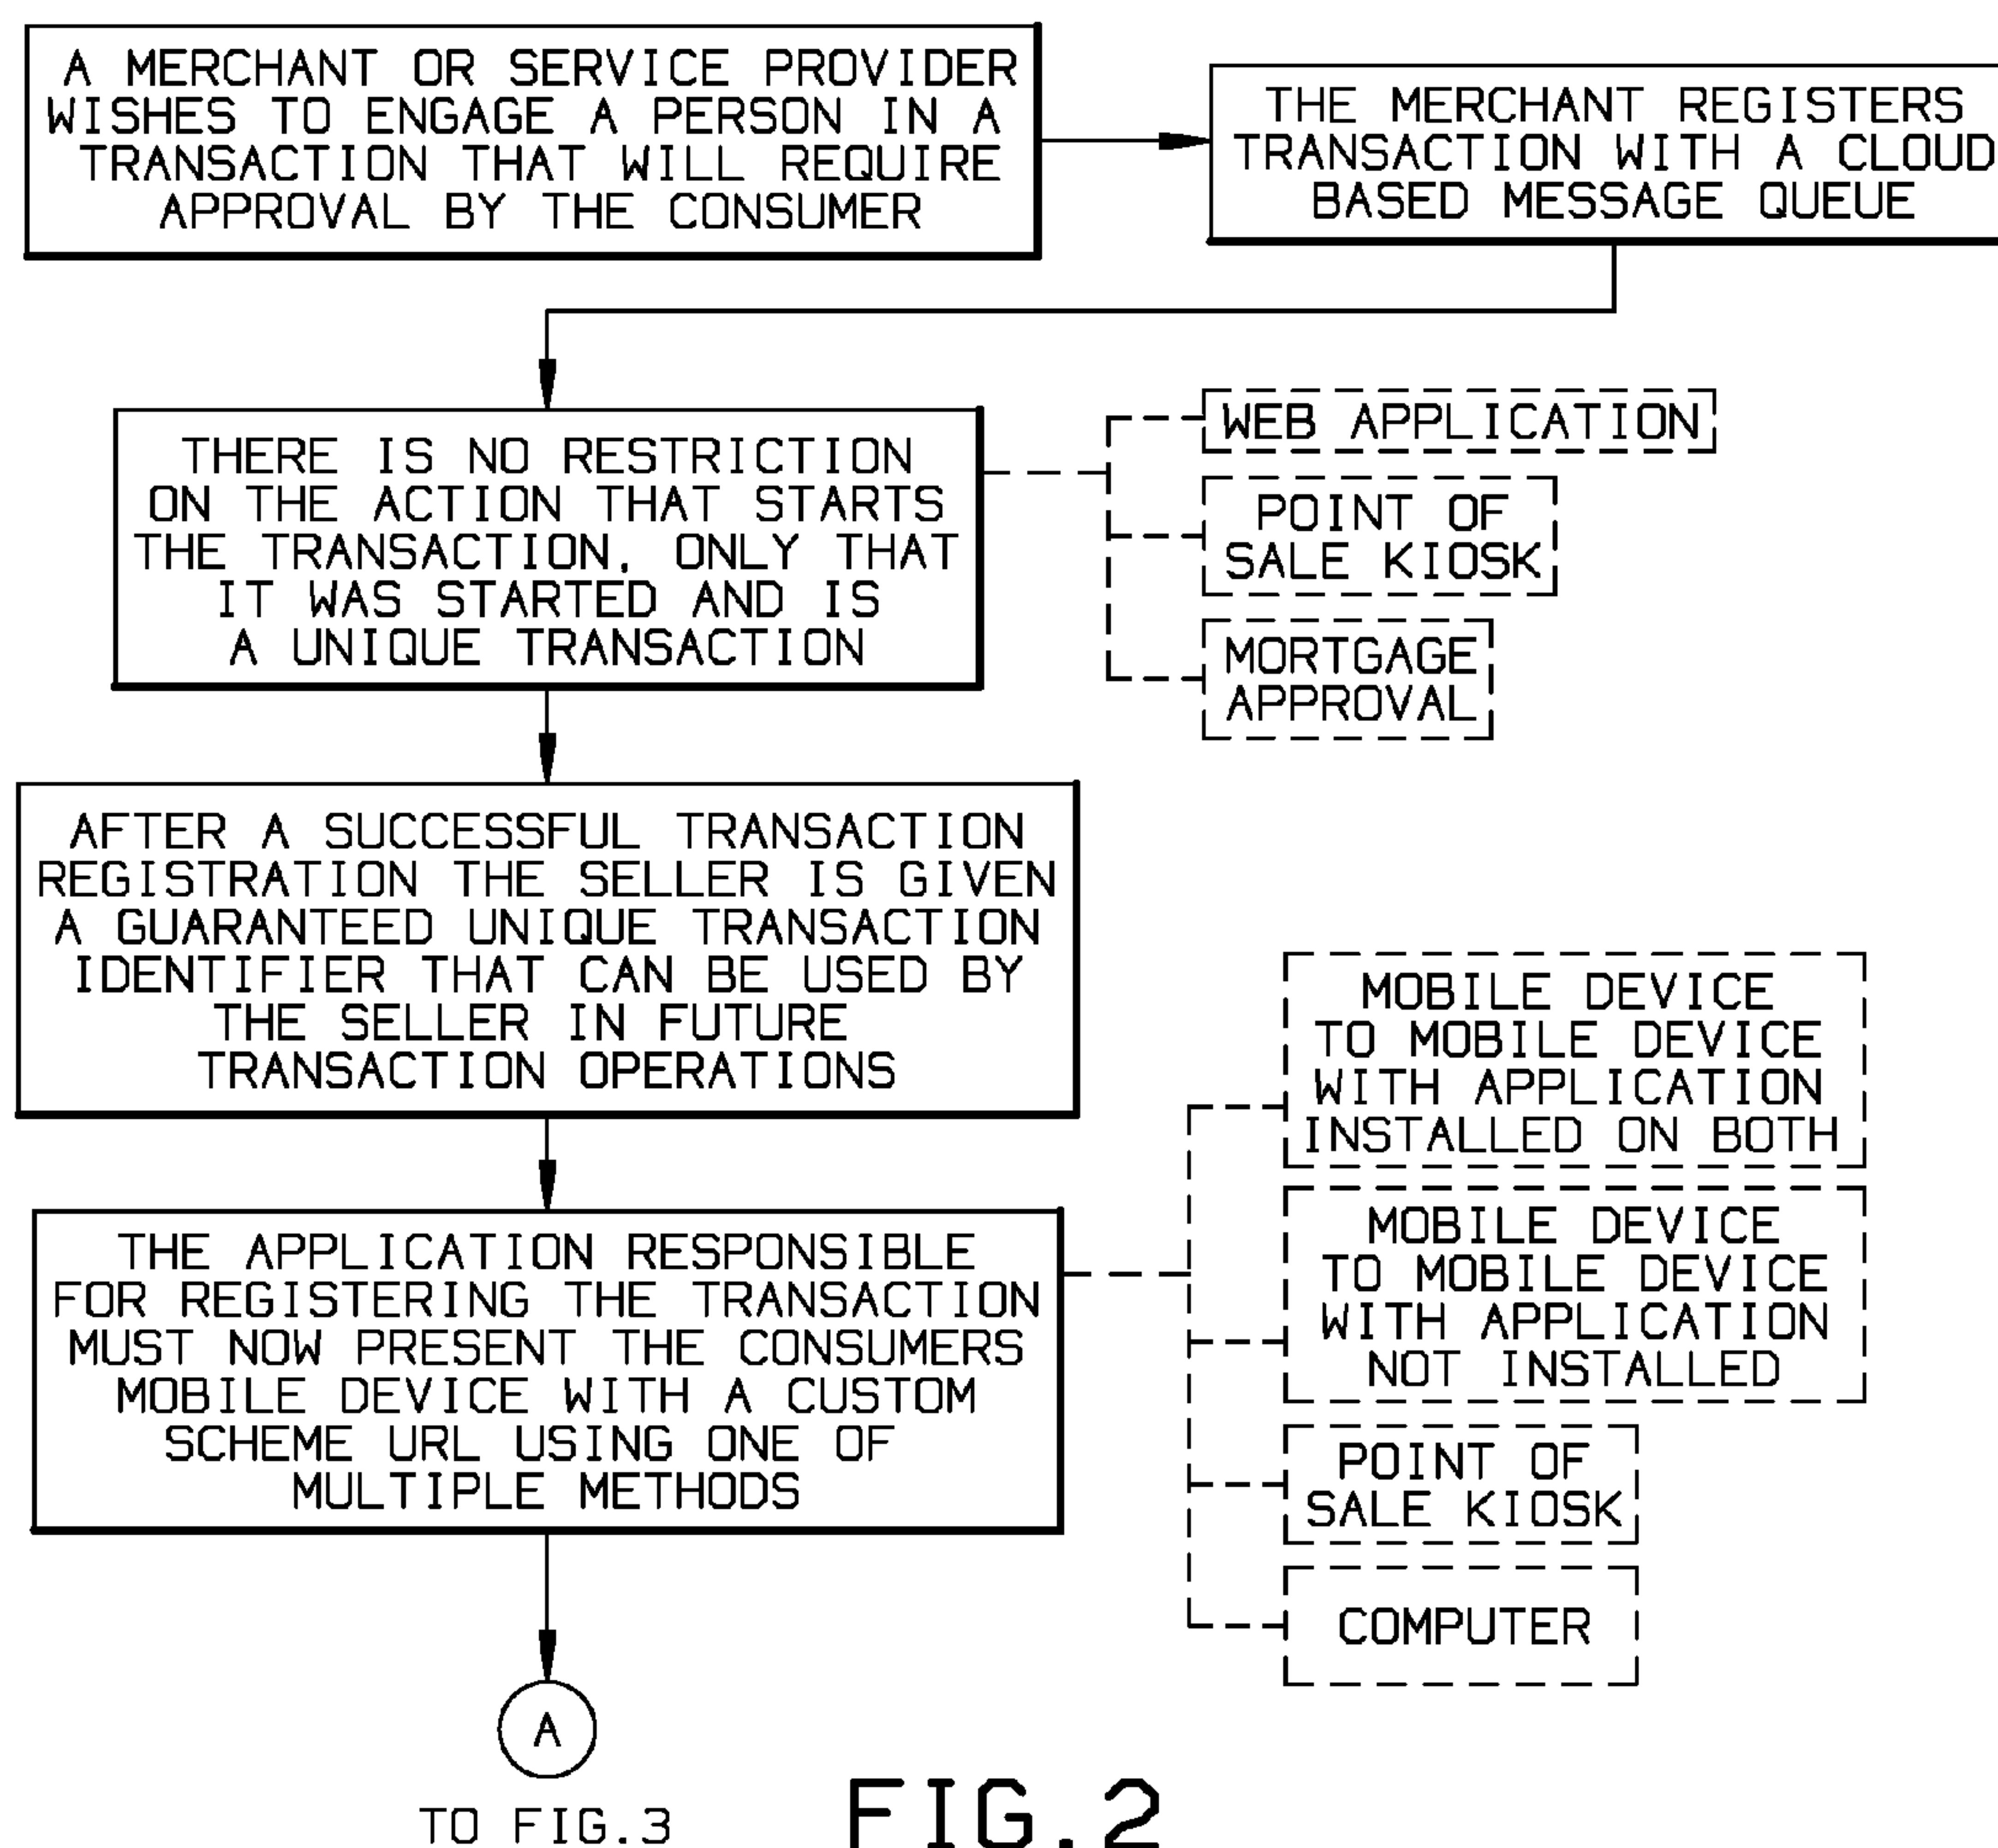 A MERCHANT OR SERVICE PROVIDER
WISHES TO ENGAGE A PERSON IN A
TRANSACTION THAT WILL REQUIRE
APPROVAL BY THE CONSUMER
THE MERCHANT REGISTERS
TRANSACTION WITH A CLOUD
BASED MESSAGE QUEUE
THERE IS NO RESTRICTION
ON THE ACTION THAT STARTS
THE TRANSACTION, ONLY THAT
IT WAS STARTED AND IS
A UNIQUE TRANSACTION
WEB APPLICATION
POINT OF
SALE KIOSK
MORTGAGE
APPROVAL
AFTER A SUCCESSFUL TRANSACTION
REGISTRATION THE SELLER IS GIVEN
A GUARANTEED UNIQUE TRANSACTION
IDENTIFIER THAT CAN BE USED BY
THE SELLER IN FUTURE
TRANSACTION OPERATIONS
THE APPLICATION RESPONSIBLE
FOR REGISTERING THE TRANSACTION
MUST NOW PRESENT THE CONSUMERS
MOBILE DEVICE WITH A CUSTOM
SCHEME URL USING ONE OF
MULTIPLE METHODS
MOBILE DEVICE
TO MOBILE DEVICE
WITH APPLICATION
INSTALLED ON BOTH
MOBILE DEVICE
TO MOBILE DEVICE
WITH APPLICATION
NOT INSTALLED
POINT OF
SALE KIOSK
COMPUTER
A
TO FIG.3
FIG.2